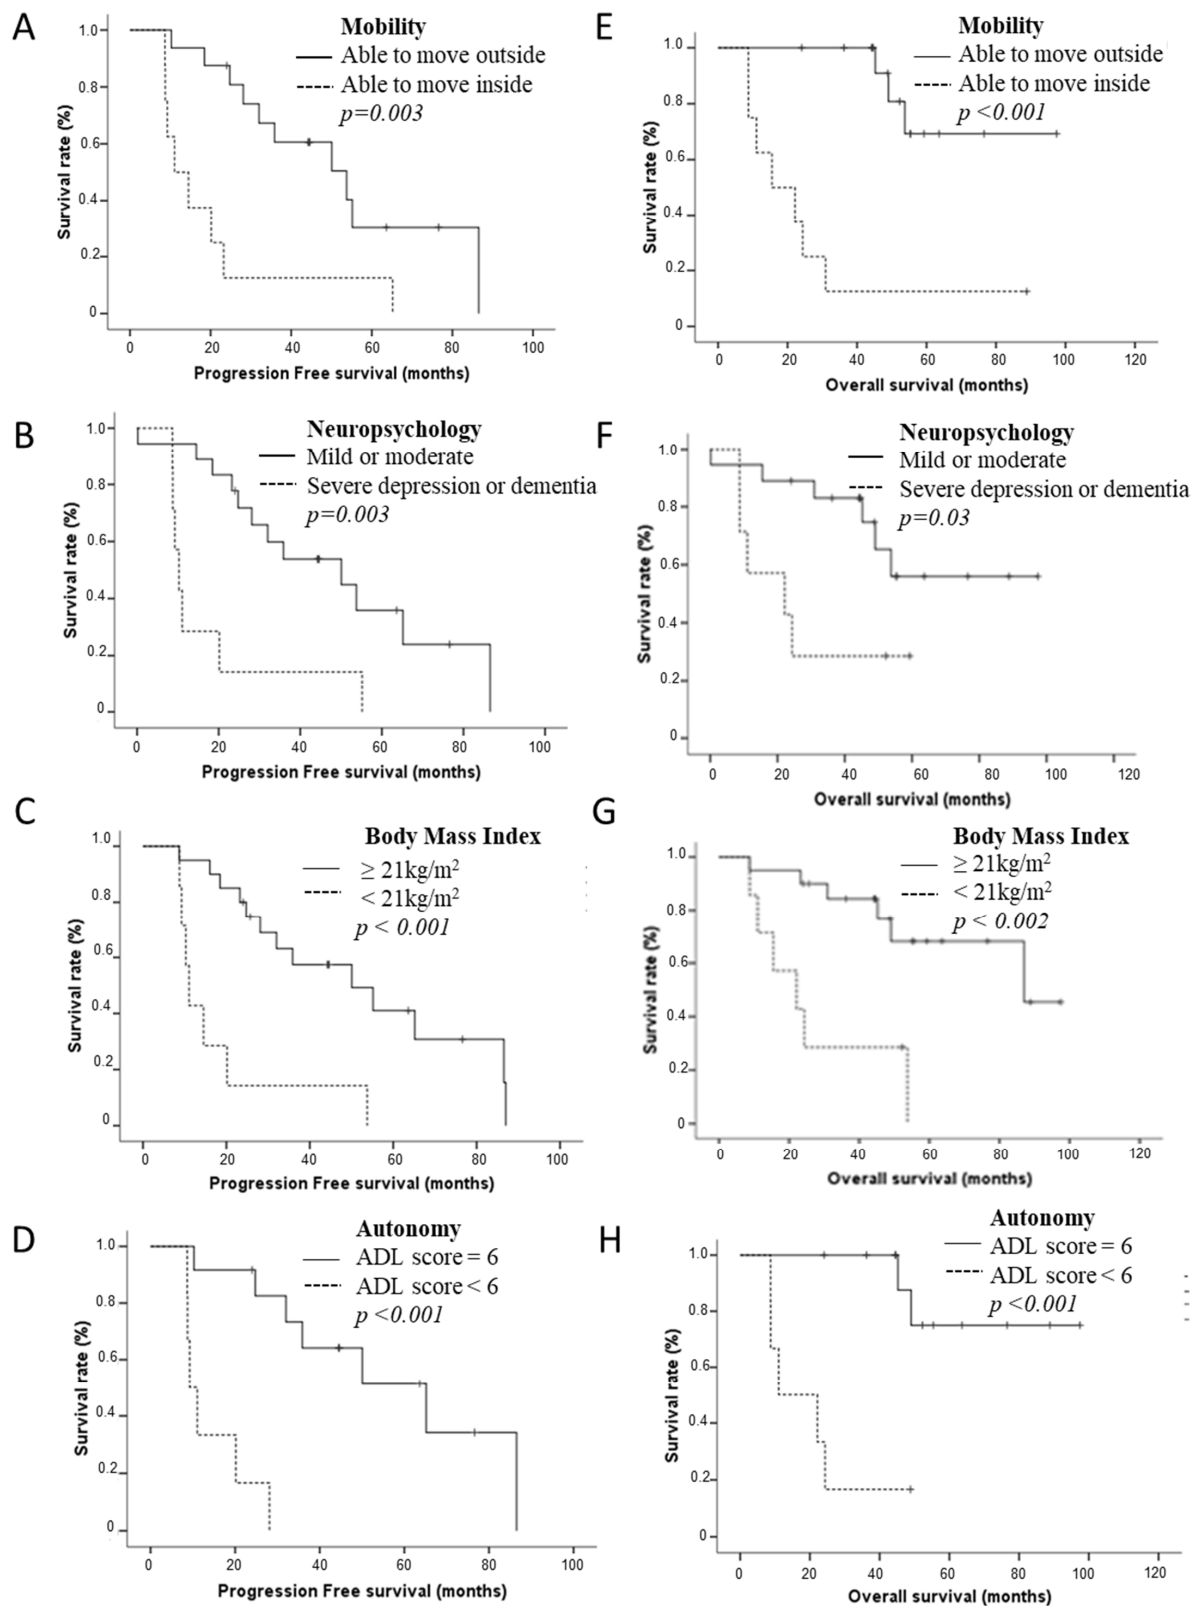 A
Mobility
Able to move outside
Able to move inside
p=0.003
Survival rate (%)
1.0
0.8
0.6
0.4
0.2
0
0 20 40 60 80 100
Progression Free survival (months)
E
Mobility
Able to move outside
Able to move inside
p <0.001
Survival rate (%)
1.0
0.8
0.6
0.4
0.2
0
0 20 40 60 80 100 120
Overall survival (months)
B
Neuropsychology
Mild or moderate
Severe depression or dementia
p=0.003
Survival rate (%)
1.0
0.8
0.6
0.4
0.2
0
0 20 40 60 80 100
Progression Free survival (months)
F
Neuropsychology
Mild or moderate
Severe depression or dementia
p=0.03
Survival rate (%)
1.0
0.8
0.6
0.4
0.2
0
0 20 40 60 80 100 120
Overall survival (months)
C
Body Mass Index
≥ 21kg/m²
< 21kg/m²
p < 0.001
Survival rate (%)
1.0
0.8
0.6
0.4
0.2
0
0 20 40 60 80 100
Progression Free survival (months)
G
Body Mass Index
≥ 21kg/m²
< 21kg/m²
p < 0.002
Survival rate (%)
1.0
0.8
0.6
0.4
0.2
0
0 20 40 60 80 100 120
Overall survival (months)
D
Autonomy
ADL score = 6
ADL score < 6
p <0.001
Survival rate (%)
1.0
0.8
0.6
0.4
0.2
0
0 20 40 60 80 100
Progression Free survival (months)
H
Autonomy
ADL score = 6
ADL score < 6
p <0.001
Survival rate (%)
1.0
0.8
0.6
0.4
0.2
0
0 20 40 60 80 100 120
Overall survival (months)